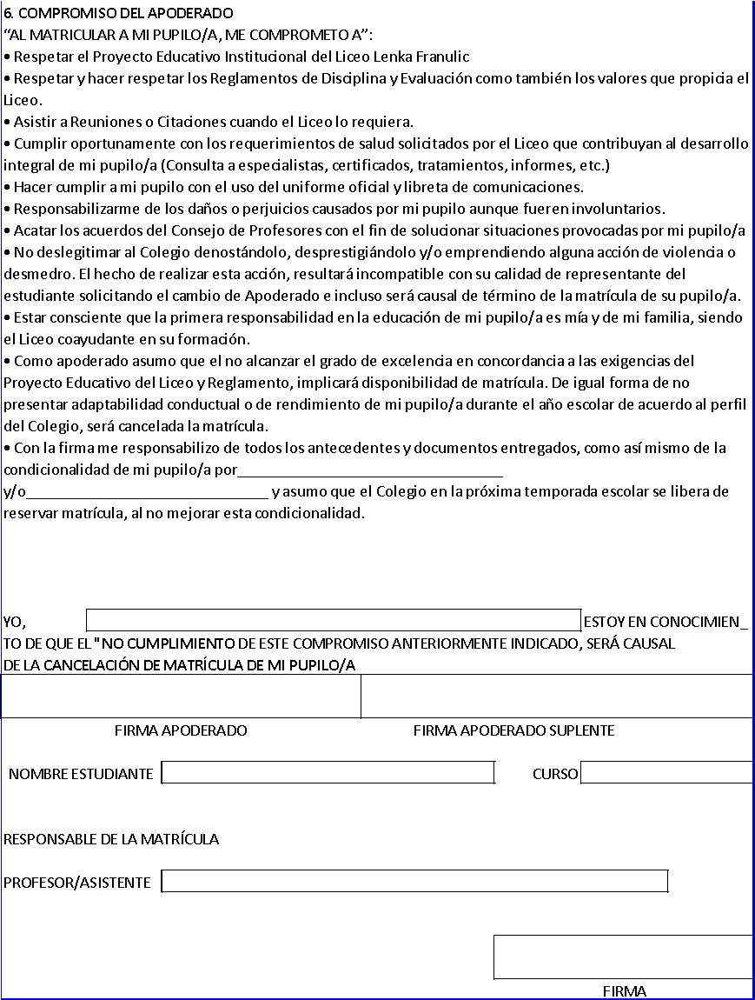 6. COMPROMISO DEL APODERADO
“AL MATRICULAR A MI PUPILO/A, ME COMPROMETO A”:
• Respetar el Proyecto Educativo Institucional del Liceo Lenka Franulic
• Respetar y hacer respetar los Reglamentos de Disciplina y Evaluación como también los valores que propicia el
Liceo.
• Asistir a Reuniones o Citaciones cuando el Liceo lo requiera.
• Cumplir oportunamente con los requerimientos de salud solicitados por el Liceo que contribuyan al desarrollo
integral de mi pupilo/a (Consulta a especialistas, certificados, tratamientos, informes, etc.)
• Hacer cumplir a mi pupilo con el uso del uniforme oficial y libreta de comunicaciones.
• Responsabilizarme de los daños o perjuicios causados por mi pupilo aunque fueren involuntarios.
• Acatar los acuerdos del Consejo de Profesores con el fin de solucionar situaciones provocadas por mi pupilo/a
• No deslegitimar al Colegio denostándolo, desprestigiándolo y/o emprendiendo alguna acción de violencia o
desmedro. El hecho de realizar esta acción, resultará incompatible con su calidad de representante del
estudiante solicitando el cambio de Apoderado e incluso será causal de término de la matrícula de su pupilo/a.
• Estar consciente que la primera responsabilidad en la educación de mi pupilo/a es mía y de mi familia, siendo
el Liceo coayudante en su formación.
• Como apoderado asumo que el no alcanzar el grado de excelencia en concordancia a las exigencias del
Proyecto Educativo del Liceo y Reglamento, implicará disponibilidad de matrícula. De igual forma de no
presentar adaptabilidad conductual o de rendimiento de mi pupilo/a durante el año escolar de acuerdo al perfil
del Colegio, será cancelada la matrícula.
• Con la firma me responsabilizo de todos los antecedentes y documentos entregados, como así mismo de la
condicionalidad de mi pupilo/a por_________________________________
y/o______________________________ y asumo que el Colegio en la próxima temporada escolar se libera de
reservar matrícula, al no mejorar esta condicionalidad.
YO, ESTOY EN CONOCIMIEN_
TO DE QUE EL "NO CUMPLIMIENTO DE ESTE COMPROMISO ANTERIORMENTE INDICADO, SERÁ CAUSAL
DE LA CANCELACIÓN DE MATRÍCULA DE MI PUPILO/A
FIRMA APODERADO FIRMA APODERADO SUPLENTE
NOMBRE ESTUDIANTE CURSO
RESPONSABLE DE LA MATRÍCULA
PROFESOR/ASISTENTE
FIRMA